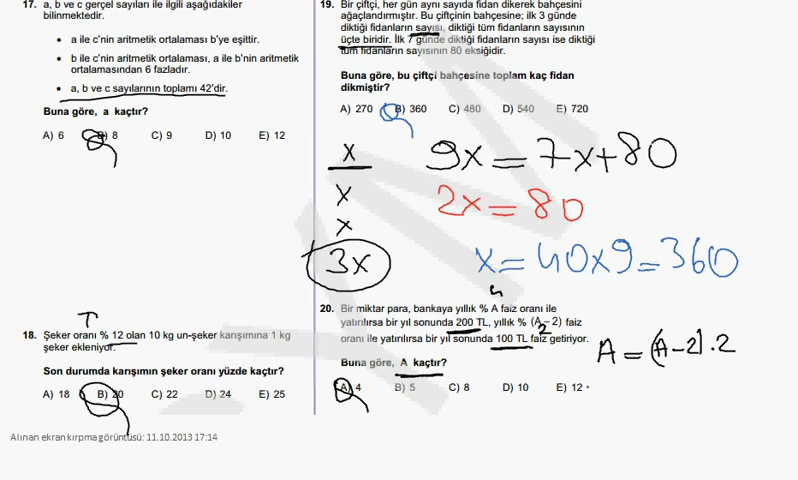 17. a, b ve c gerçel sayıları ile ilgili aşağıdakiler
bilinmektedir.
• a ile c'nin aritmetik ortalaması b'ye eşittir.
• b ile c'nin aritmetik ortalaması, a ile b'nin aritmetik
ortalamasından 6 fazladır.
• a, b ve c sayılarının toplamı 42'dir.
Buna göre, a kaçtır?
A) 6 B) 8 C) 9 D) 10 E) 12
T
18. Şeker oranı % 12 olan 10 kg un-şeker karışımına 1 kg
şeker ekleniyor.
Son durumda karışımın şeker oranı yüzde kaçtır?
A) 18 B) 20 C) 22 D) 24 E) 25
Alınan ekran kırpma görüntüsü: 11.10.2013 17:14
19. Bir çiftçi, her gün aynı sayıda fidan dikerek bahçesini
ağaçlandırmıştır. Bu çiftçinin bahçesine; ilk 3 günde
diktiği fidanların sayısı, diktiği tüm fidanların sayısının
üçte biridir. İlk 7 günde diktiği fidanların sayısı ise diktiği
tüm fidanların sayısının 80 eksiğidir.
Buna göre, bu çiftçi bahçesine toplam kaç fidan
dikmiştir?
A) 270 B) 360 C) 480 D) 540 E) 720
x
x
x
3x
9x = 7x+80
2x = 80
x = 40x9 = 360
4
20. Bir miktar para, bankaya yıllık % A faiz oranı ile
yatırılırsa bir yıl sonunda 200 TL, yıllık % (A – 2) faiz
2
oranı ile yatırılırsa bir yıl sonunda 100 TL faiz getiriyor.
Buna göre, A kaçtır?
A) 4 B) 5 C) 8 D) 10 E) 12
A = (A-2).2